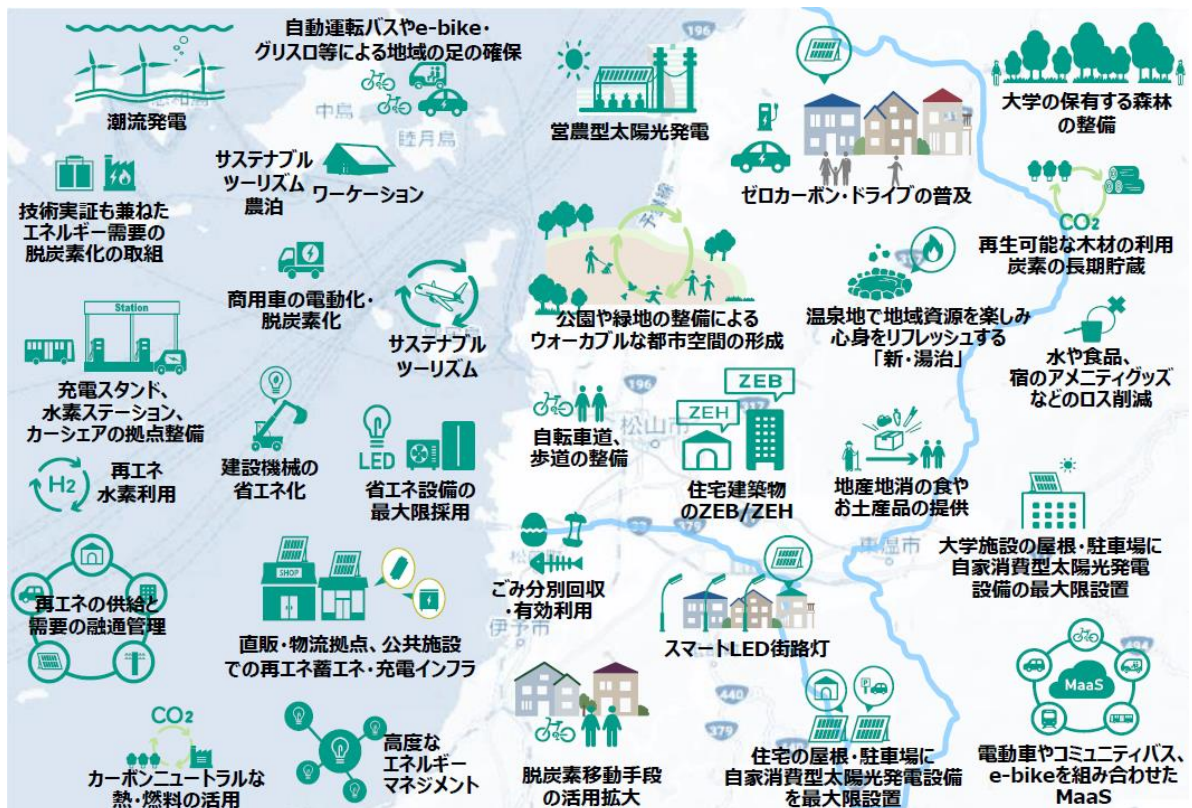 自動運転バスやe-bike・
グリスロ等による地域の足の確保
潮流発電
中島
睦月島
サステナブル
ツーリズム
農泊
ワーケーション
営農型太陽光発電
196
ゼロカーボン・ドライブの普及
大学の保有する森林
の整備
技術実証も兼ねた
エネルギー需要の
脱炭素化の取組
CO2
再生可能な木材の利用
炭素の長期貯蔵
商用車の電動化・
脱炭素化
サステナブル
ツーリズム
公園や緑地の整備による
ウォーカブルな都市空間の形成
温泉地で地域資源を楽しみ
心身をリフレッシュする
「新・湯治」
水や食品、
宿のアメニティグッズ
などのロス削減
Station
充電スタンド、
水素ステーション、
カーシェアの拠点整備
H2
再エネ
水素利用
建設機械の
省エネ化
LED
省エネ設備の
最大限採用
196
317
松山市
自転車道、
歩道の整備
ZEB
ZEH
住宅建築物
のZEB/ZEH
地産地消の食や
お土産品の提供
大学施設の屋根・駐車場に
自家消費型太陽光発電
設備の最大限設置
33
379
東温市
松前町
伊予市
再エネの供給と
需要の融通管理
SHOP
直販・物流拠点、公共施設
での再エネ蓄エネ・充電インフラ
ごみ分別回収
・有効利用
スマートLED街路灯
494
MaaS
電動車やコミュニティバス、
e-bikeを組み合わせた
MaaS
CO2
カーボンニュートラルな
熱・燃料の活用
高度な
エネルギー
マネジメント
脱炭素移動手段
の活用拡大
440
379
P
住宅の屋根・駐車場に
自家消費型太陽光発電設備
を最大限設置